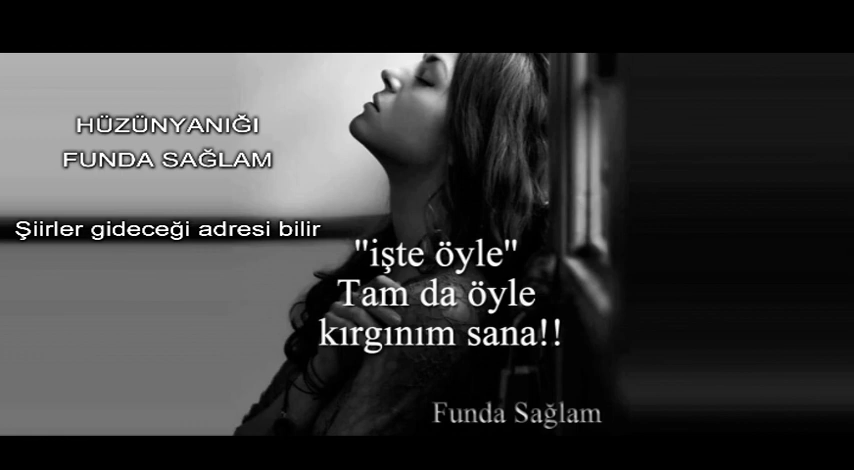 HÜZÜNYANIĞI
FUNDA SAĞLAM
Şiirler gideceği adresi bilir
"işte öyle"
Tam da öyle
kırgınım sana!!
Funda Sağlam